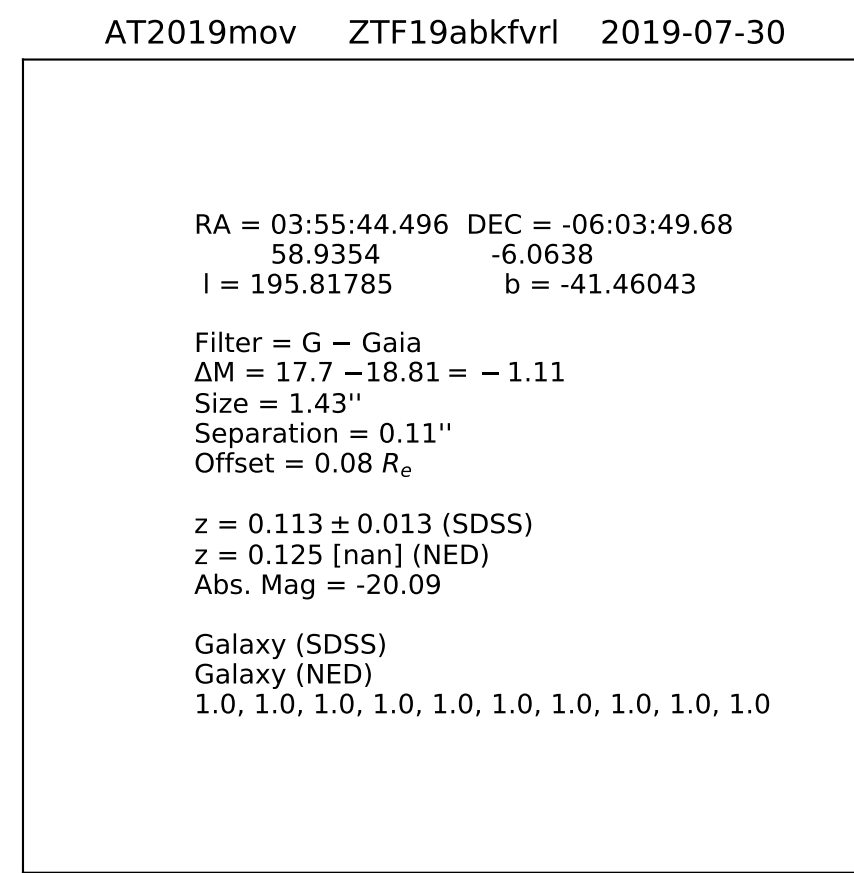 AT2019mov ZTF19abkfvrl 2019-07-30
RA = 03:55:44.496 DEC = -06:03:49.68
58.9354 -6.0638
l = 195.81785 b = -41.46043
Filter = G − Gaia
ΔM = 17.7 −18.81 = − 1.11
Size = 1.43''
Separation = 0.11''
Offset = 0.08 Rₑ
z = 0.113 ± 0.013 (SDSS)
z = 0.125 [nan] (NED)
Abs. Mag = -20.09
Galaxy (SDSS)
Galaxy (NED)
1.0, 1.0, 1.0, 1.0, 1.0, 1.0, 1.0, 1.0, 1.0, 1.0